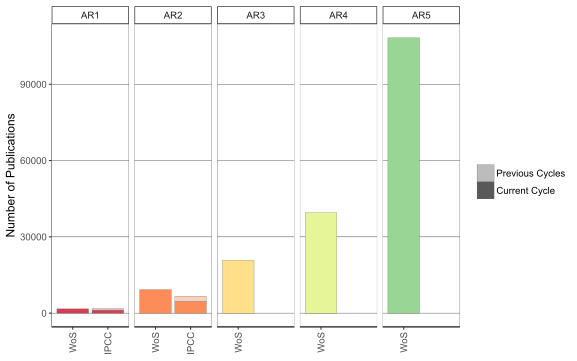 AR1 AR2 AR3 AR4 AR5
Number of Publications
90000
60000
30000
0
WoS IPCC WoS IPCC WoS WoS WoS
Previous Cycles
Current Cycle